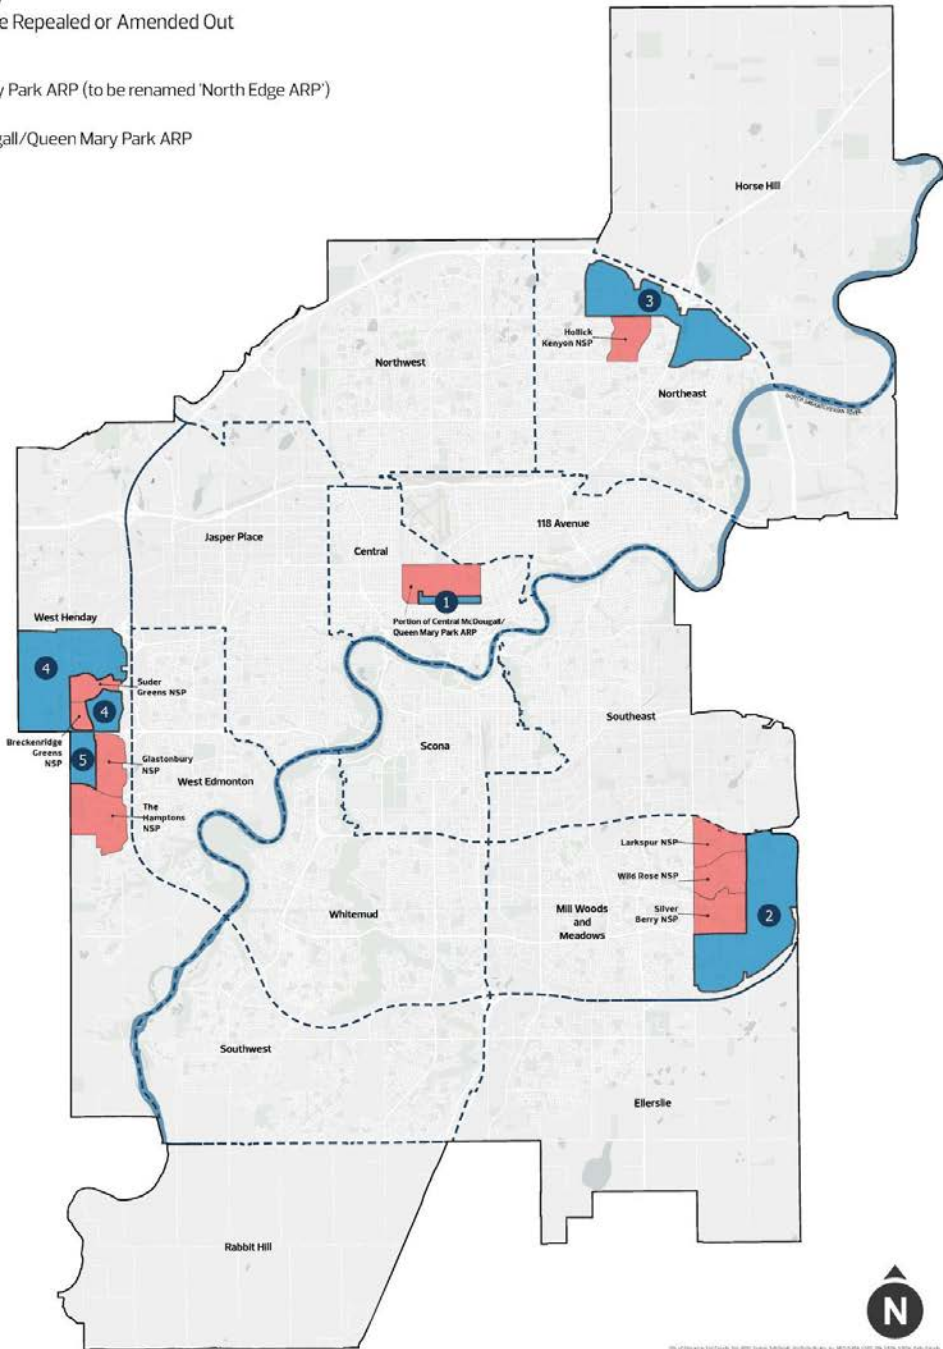 e Repealed or Amended Out
y Park ARP (to be renamed 'North Edge ARP')
gall/Queen Mary Park ARP
Horse Hill
3
Hollick
Kenyon NSP
Northwest
Northeast
NORTH SASKATCHEWAN RIVER
118 Avenue
Jasper Place
Central
1
Portion of Central McDougall/
Queen Mary Park ARP
West Henday
4
Suder
Greens NSP
4
Southeast
Breckenridge
Greens
NSP
Scona
5
Glastonbury
NSP
West Edmonton
The
Hamptons
NSP
Larkspur NSP
Wild Rose NSP
Silver
Berry NSP
Whitemud
Mill Woods
and
Meadows
2
Southwest
Ellerslie
Rabbit Hill
N